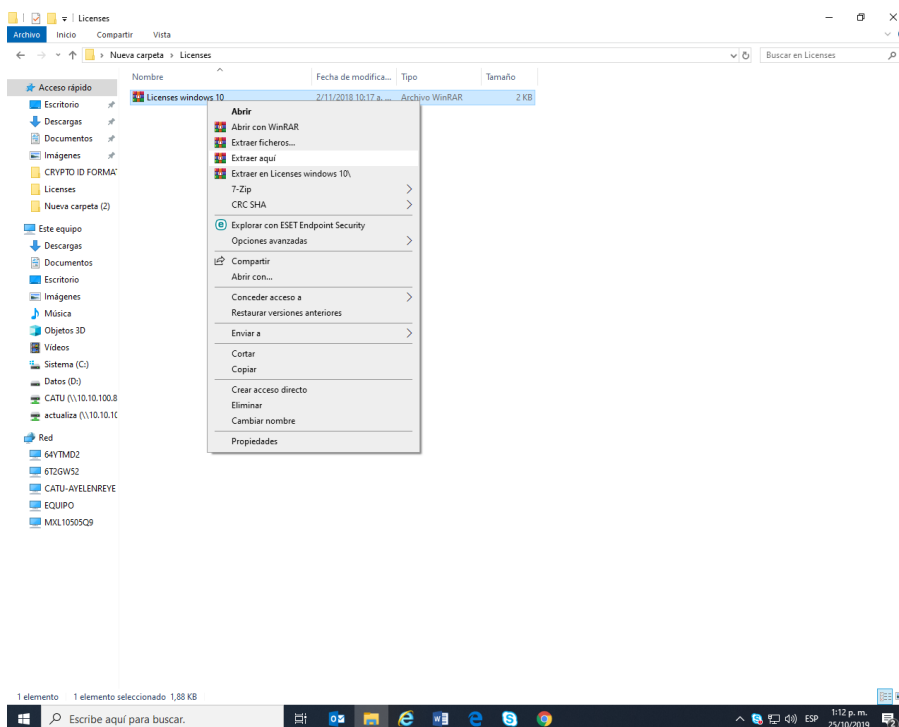 Licenses
Archivo Inicio Compartir Vista
Nueva carpeta > Licenses
Buscar en Licenses
Nombre Fecha de modifica... Tipo Tamaño
Licenses windows 10 2/11/2018 10:17 a. ... Archivo WinRAR 2 KB
Acceso rápido
Escritorio
Descargas
Documentos
Imágenes
CRYPTO ID FORMA
Licenses
Nueva carpeta (2)
Este equipo
Descargas
Documentos
Escritorio
Imágenes
Música
Objetos 3D
Vídeos
Sistema (C:)
Datos (D:)
CATU (\\10.10.100.8
actualiza (\\10.10.10
Red
64YTMD2
6T2GW52
CATU-AYELENREYE
EQUIPO
MXL10505Q9
Abrir
Abrir con WinRAR
Extraer ficheros...
Extraer aquí
Extraer en Licenses windows 10\
7-Zip
CRC SHA
Explorar con ESET Endpoint Security
Opciones avanzadas
Compartir
Abrir con...
Conceder acceso a
Restaurar versiones anteriores
Enviar a
Cortar
Copiar
Crear acceso directo
Eliminar
Cambiar nombre
Propiedades
1 elemento 1 elemento seleccionado 1,88 KB
Escribe aquí para buscar.
ESP
1:12 p. m.
25/10/2019